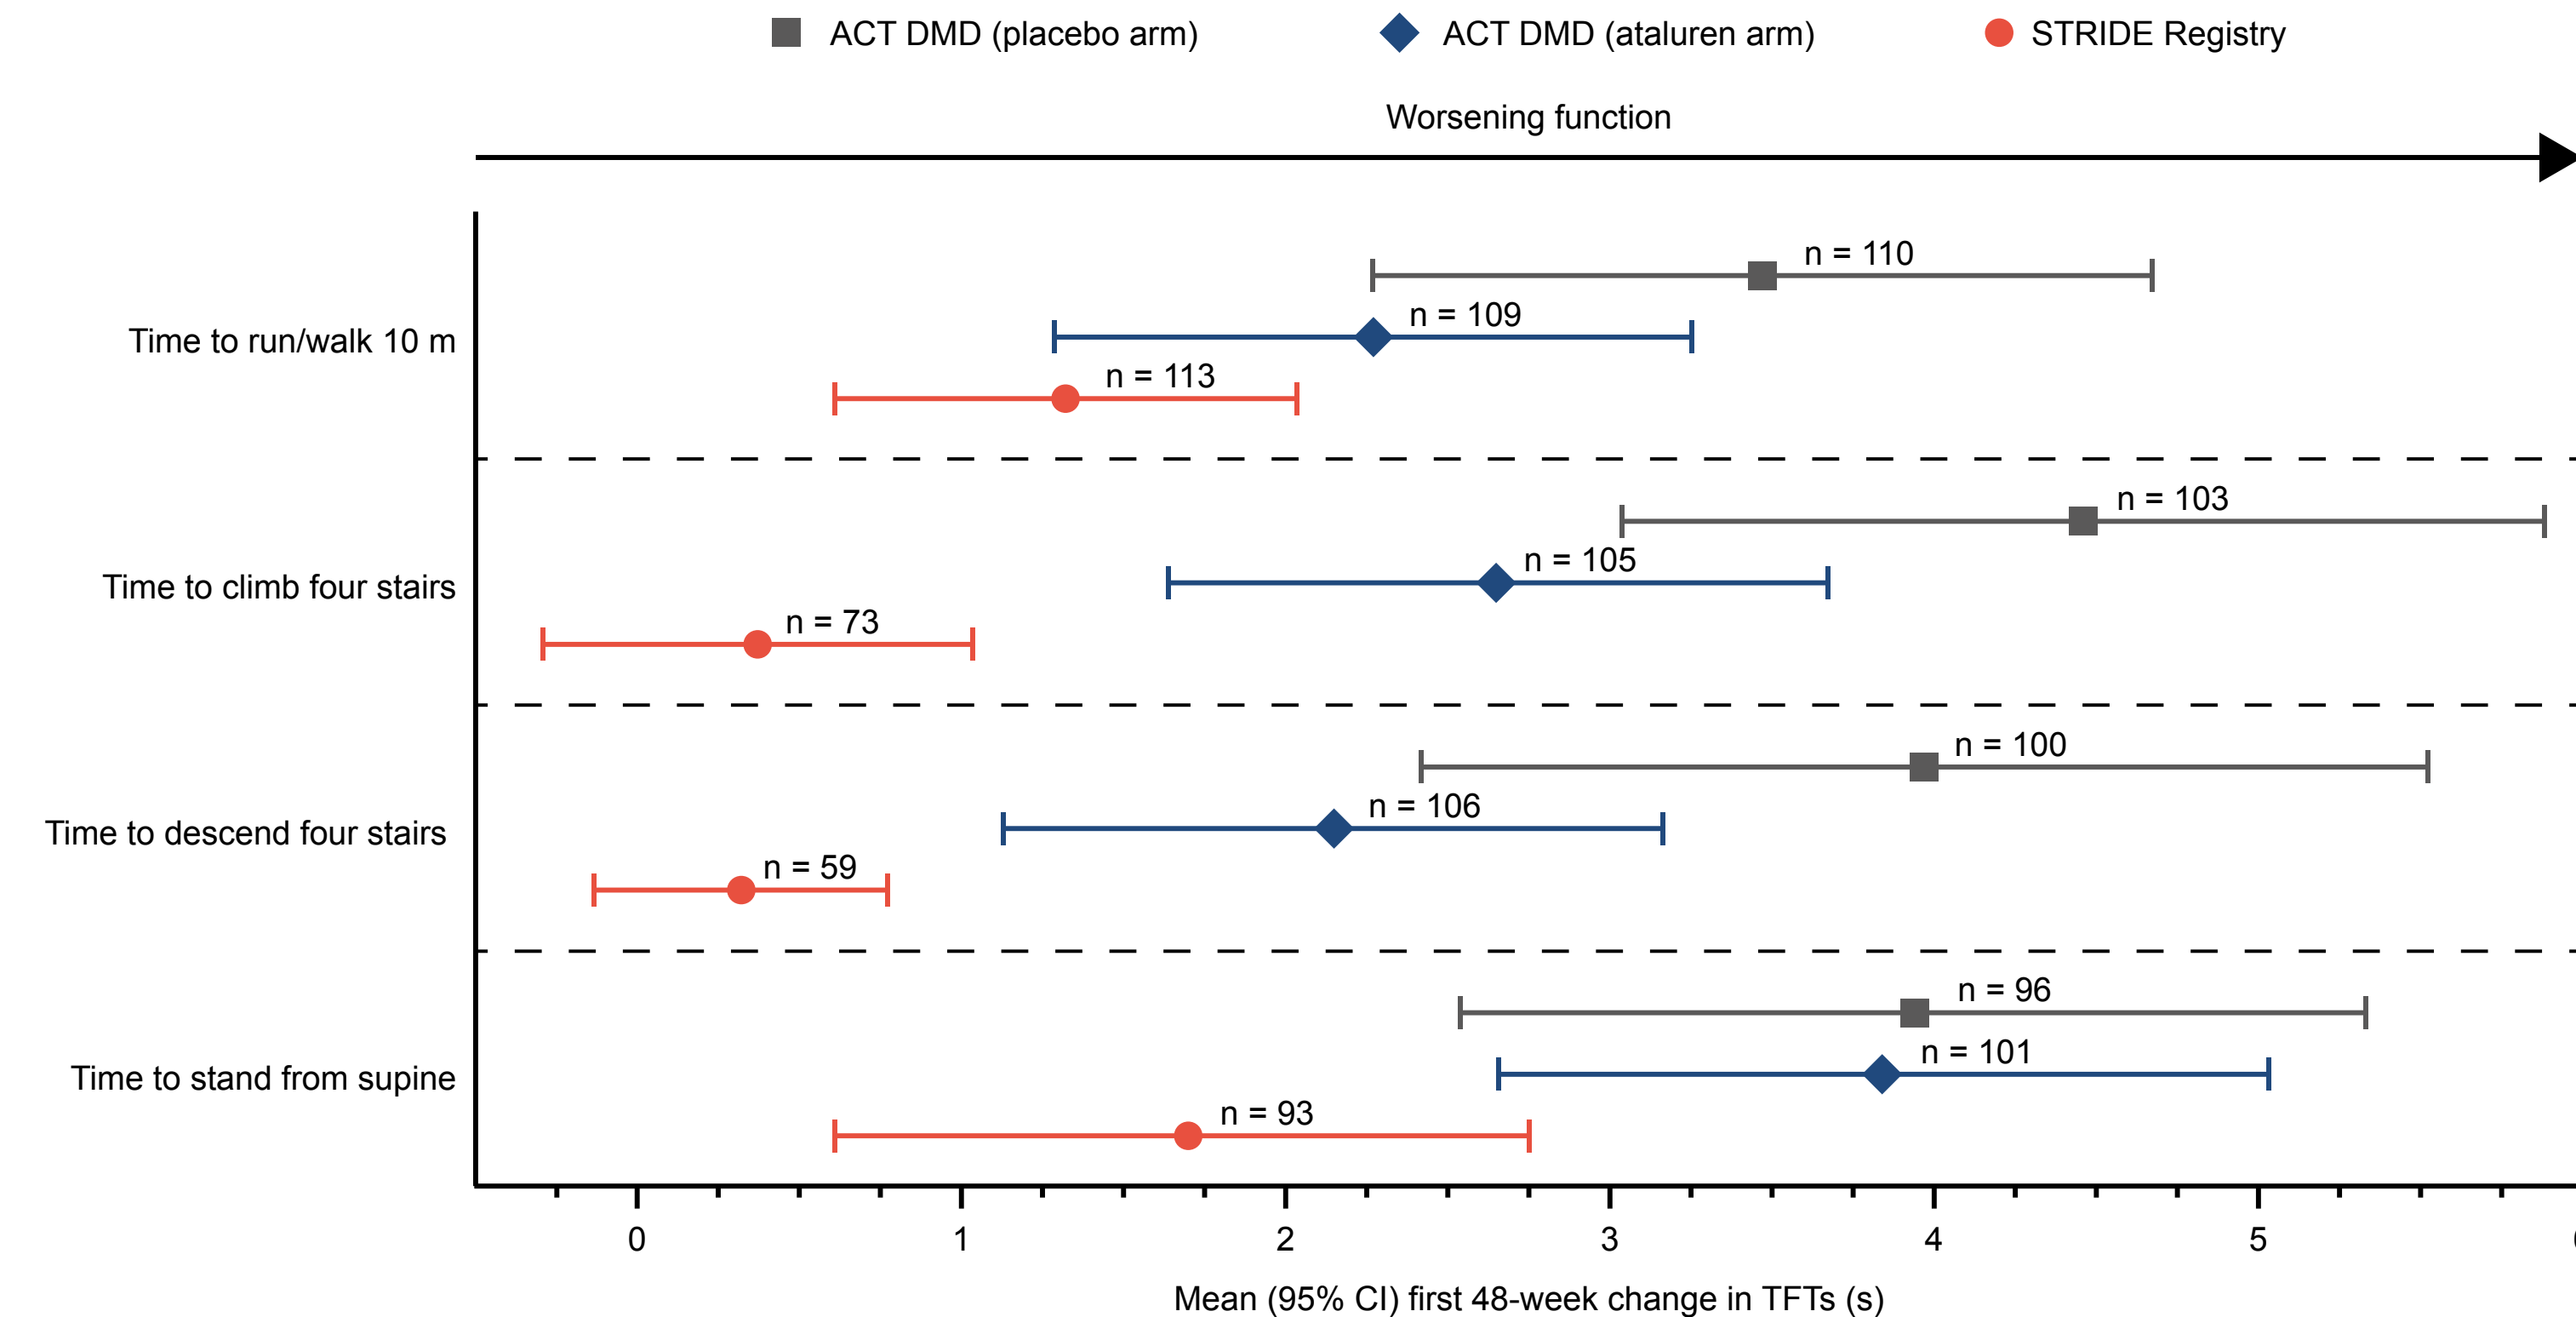 ACT DMD (placebo arm) ACT DMD (ataluren arm) STRIDE Registry
Worsening function
n = 110
n = 109
Time to run/walk 10 m
n = 113
n = 103
n = 105
Time to climb four stairs
n = 73
n = 100
n = 106
Time to descend four stairs
n = 59
n = 96
n = 101
Time to stand from supine
n = 93
0 1 2 3 4 5
Mean (95% CI) first 48-week change in TFTs (s)